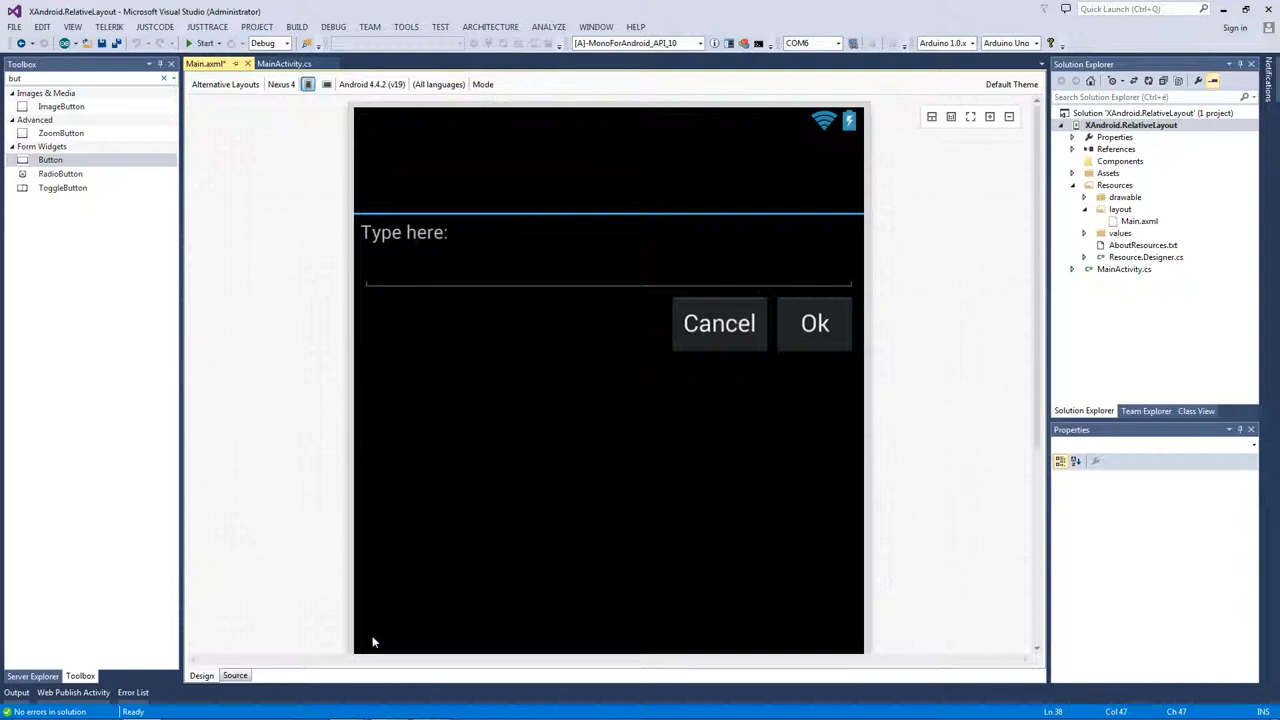 XAndroid.RelativeLayout - Microsoft Visual Studio (Administrator)
Quick Launch (Ctrl+Q)
FILE EDIT VIEW TELERIK JUSTCODE JUSTTRACE PROJECT BUILD DEBUG TEAM TOOLS TEST ARCHITECTURE ANALYZE WINDOW HELP
Sign in
Start Debug [A]-MonoForAndroid_API_10 COM6 Arduino 1.0.x Arduino Uno
Toolbox
Main.axml* MainActivity.cs
Solution Explorer
Notifications
but
Alternative Layouts Nexus 4 Android 4.4.2 (v19) (All languages) Mode Default Theme
Images & Media
ImageButton
Advanced
ZoomButton
Form Widgets
Button
RadioButton
ToggleButton
Type here:
Cancel Ok
Search Solution Explorer (Ctrl+è)
Solution 'XAndroid.RelativeLayout' (1 project)
XAndroid.RelativeLayout
Properties
References
Components
Assets
Resources
drawable
layout
Main.axml
values
AboutResources.txt
Resource.Designer.cs
MainActivity.cs
Solution Explorer Team Explorer Class View
Properties
Server Explorer Toolbox
Design Source
Output Web Publish Activity Error List
No errors in solution Ready Ln 38 Col 47 Ch 47 INS